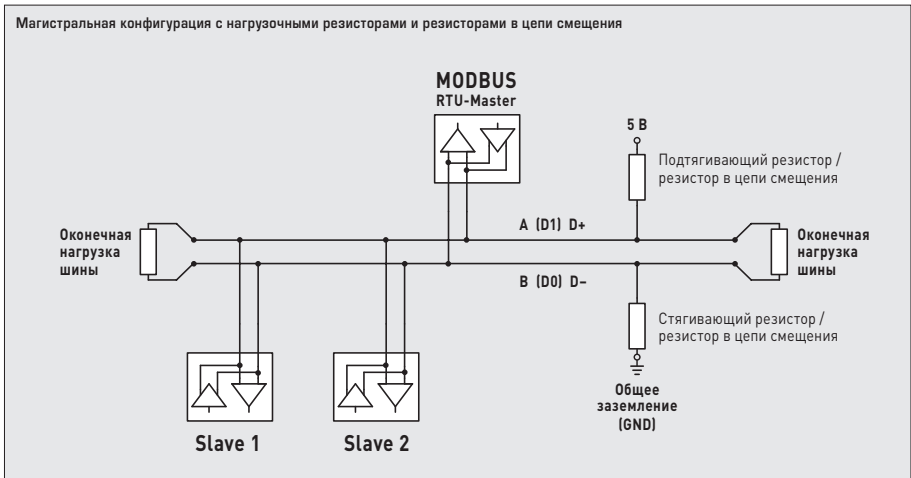 Магистральная конфигурация с нагрузочными резисторами и резисторами в цепи смещения
MODBUS
RTU-Master
5 В
Подтягивающий резистор /
резистор в цепи смещения
Оконечная
нагрузка
шины
A (D1) D+
Оконечная
нагрузка
шины
B (D0) D–
Стягивающий резистор /
резистор в цепи смещения
Общее
заземление
(GND)
Slave 1
Slave 2